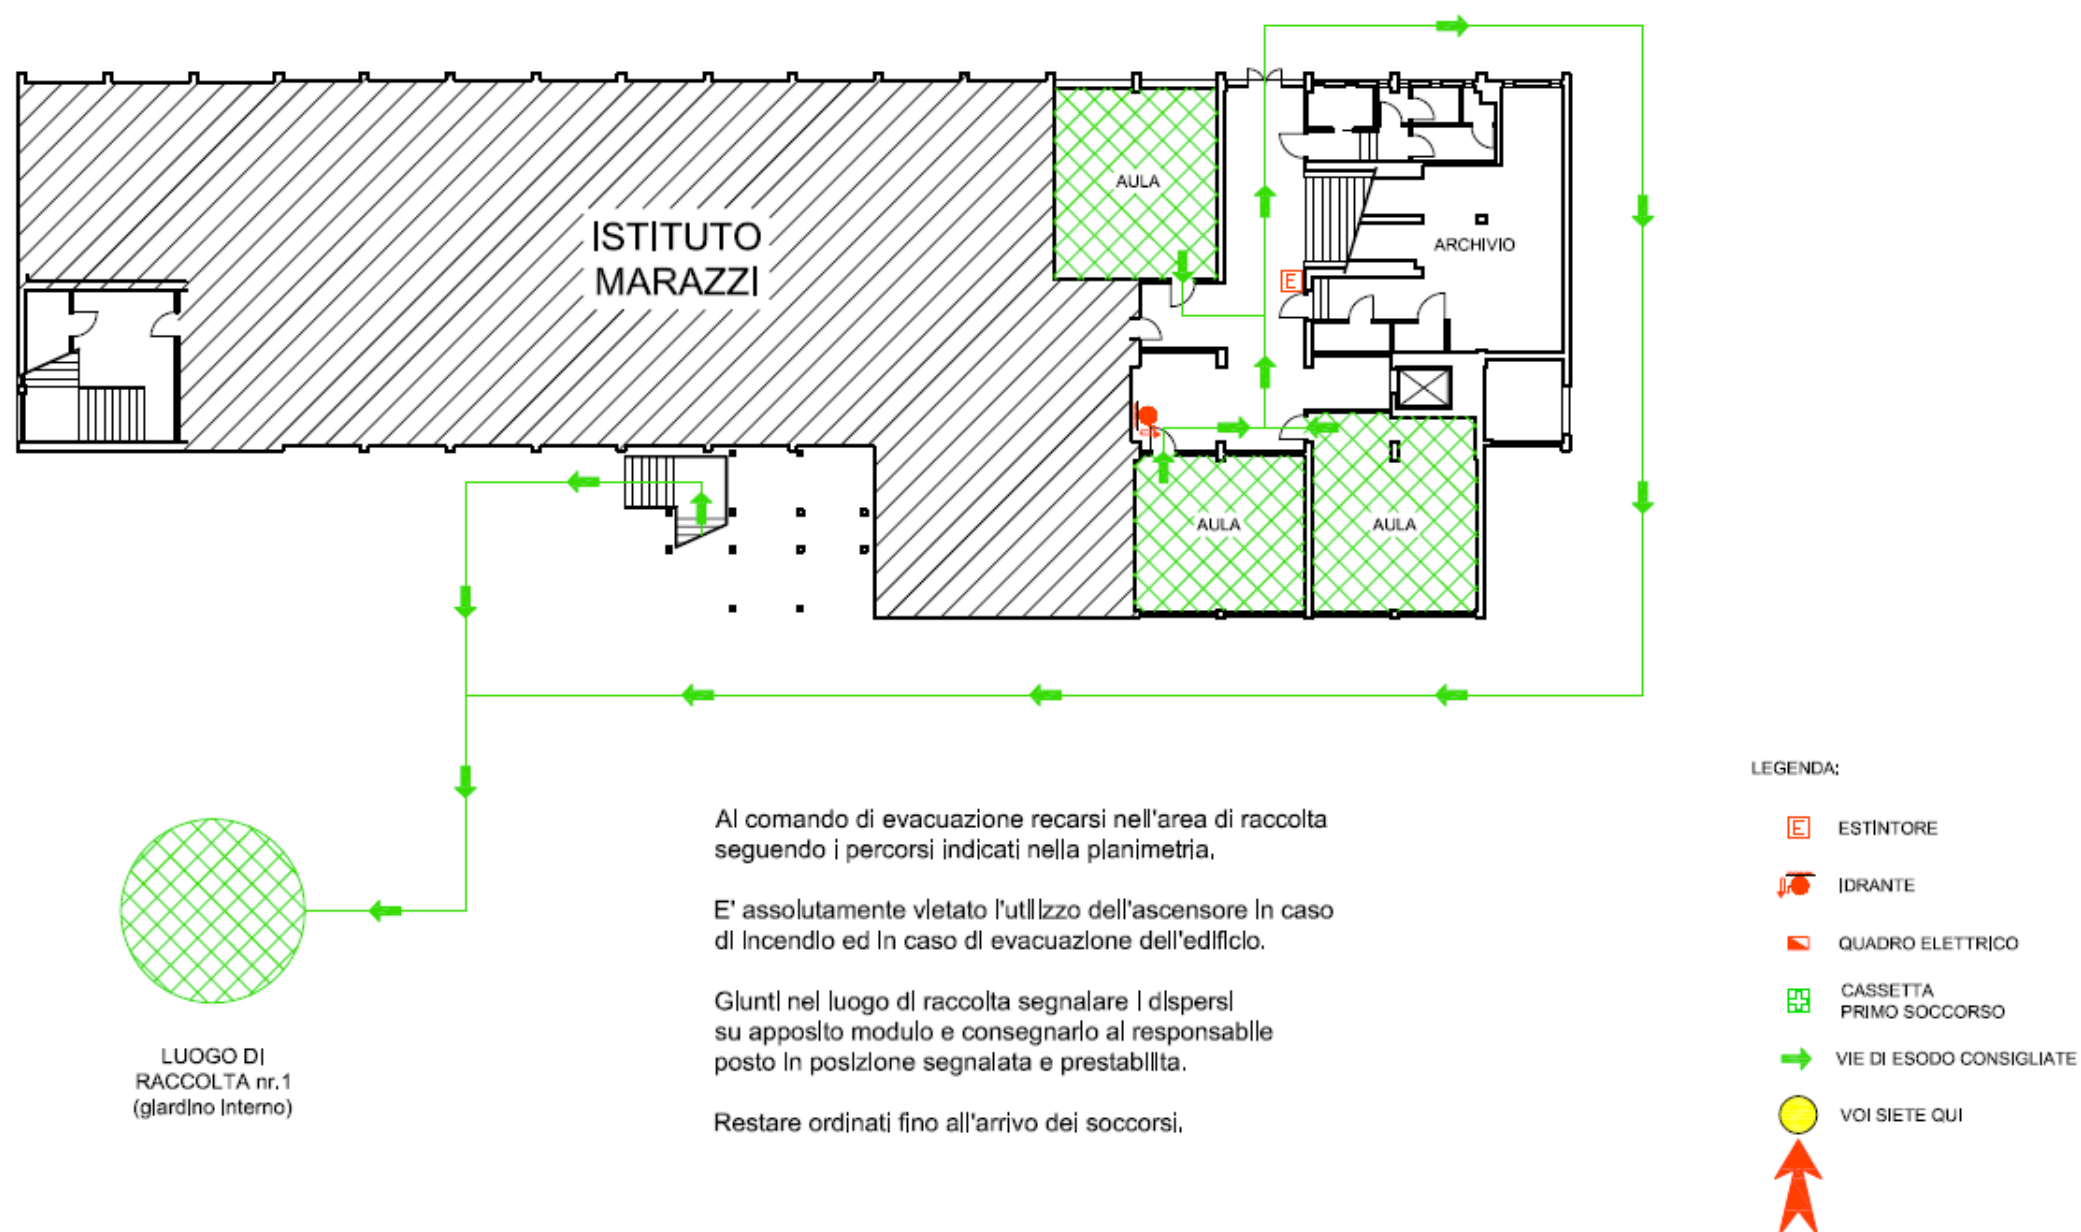 ISTITUTO
MARAZZI
AULA
ARCHIVIO
E
AULA
AULA
LEGENDA:
E ESTINTORE
IDRANTE
QUADRO ELETTRICO
CASSETTA
PRIMO SOCCORSO
VIE DI ESODO CONSIGLIATE
VOI SIETE QUI
Al comando di evacuazione recarsi nell'area di raccolta
seguendo i percorsi indicati nella planimetria.
E' assolutamente vietato l'utilizzo dell'ascensore in caso
di incendio ed in caso di evacuazione dell'edificio.
Giunti nel luogo di raccolta segnalare i dispersi
su apposito modulo e consegnarlo al responsabile
posto in posizione segnalata e prestabilita.
Restare ordinati fino all'arrivo dei soccorsi.
LUOGO DI
RACCOLTA nr.1
(giardino interno)